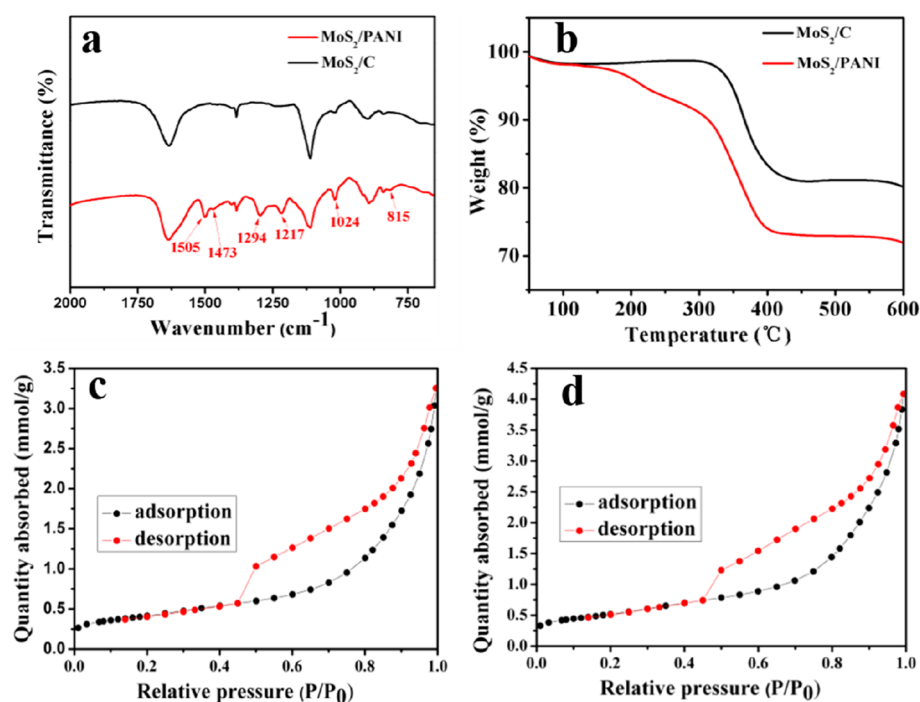 a
MoS2/PANI
MoS2/C
Transmittance (%)
1505
1473
1294
1217
1024
815
2000 1750 1500 1250 1000 750
Wavenumber (cm-1)
b
MoS2/C
MoS2/PANI
Weight (%)
100
90
80
70
100 200 300 400 500 600
Temperature (℃)
c
Quantity absorbed (mmol/g)
3.5
3.0
2.5
2.0
1.5
1.0
0.5
0.0
adsorption
desorption
0.0 0.2 0.4 0.6 0.8 1.0
Relative pressure (P/P0)
d
Quantity absorbed (mmol/g)
4.5
4.0
3.5
3.0
2.5
2.0
1.5
1.0
0.5
0.0
adsorption
desorption
0.0 0.2 0.4 0.6 0.8 1.0
Relative pressure (P/P0)